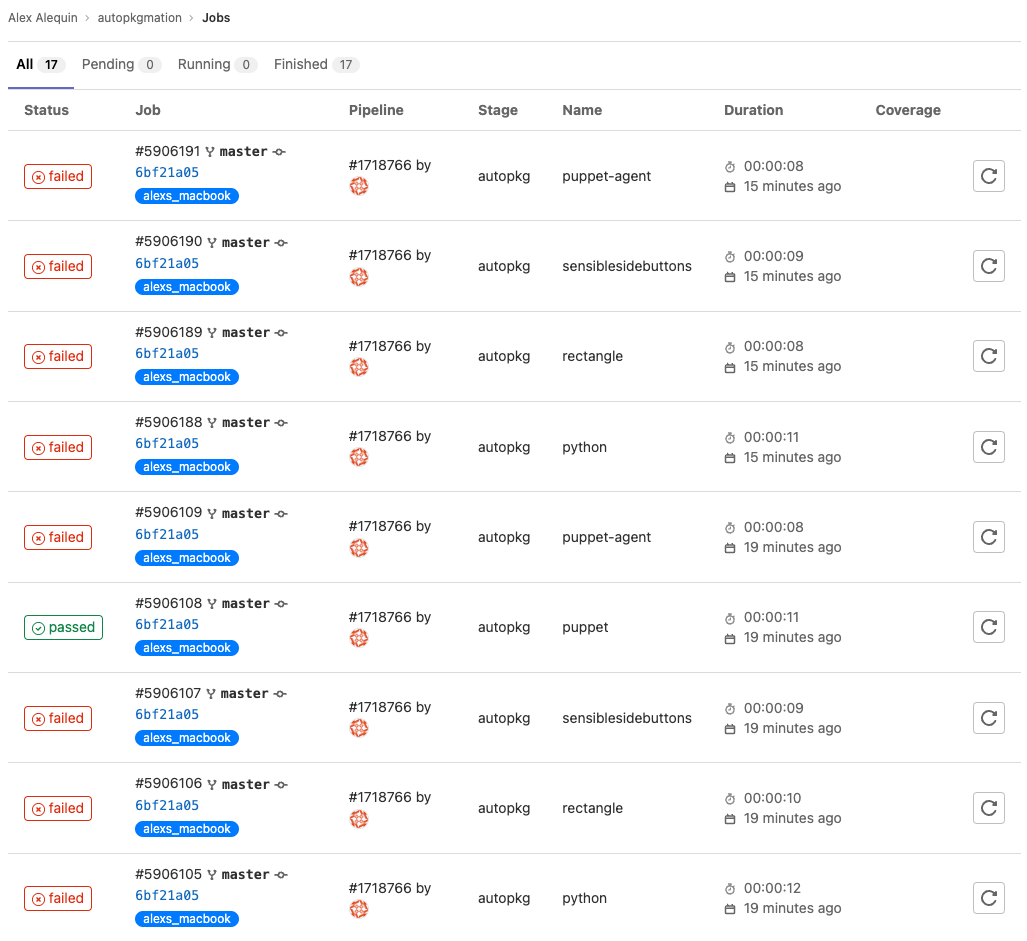 Alex Alequin › autopkgmation › Jobs
All 17 Pending 0 Running 0 Finished 17
Status Job Pipeline Stage Name Duration Coverage
failed #5906191 master 6bf21a05 alexs_macbook #1718766 by autopkg puppet-agent 00:00:08 15 minutes ago
failed #5906190 master 6bf21a05 alexs_macbook #1718766 by autopkg sensiblesidebuttons 00:00:09 15 minutes ago
failed #5906189 master 6bf21a05 alexs_macbook #1718766 by autopkg rectangle 00:00:08 15 minutes ago
failed #5906188 master 6bf21a05 alexs_macbook #1718766 by autopkg python 00:00:11 15 minutes ago
failed #5906109 master 6bf21a05 alexs_macbook #1718766 by autopkg puppet-agent 00:00:08 19 minutes ago
passed #5906108 master 6bf21a05 alexs_macbook #1718766 by autopkg puppet 00:00:11 19 minutes ago
failed #5906107 master 6bf21a05 alexs_macbook #1718766 by autopkg sensiblesidebuttons 00:00:09 19 minutes ago
failed #5906106 master 6bf21a05 alexs_macbook #1718766 by autopkg rectangle 00:00:10 19 minutes ago
failed #5906105 master 6bf21a05 alexs_macbook #1718766 by autopkg python 00:00:12 19 minutes ago